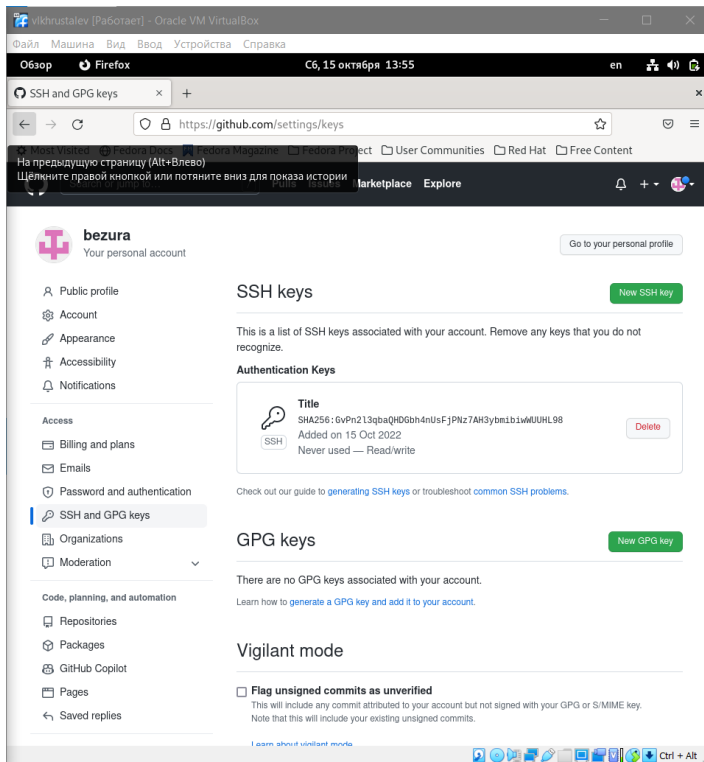 vlkhrustalev [Работает] - Oracle VM VirtualBox
Файл Машина Вид Ввод Устройства Справка
Обзор Firefox Сб, 15 октября 13:55 en
SSH and GPG keys × +
https://github.com/settings/keys
Most Visited Fedora Docs Fedora Magazine Fedora Project User Communities Red Hat Free Content
На предыдущую страницу (Alt+Влево)
Щёлкните правой кнопкой или потяните вниз для показа истории
Search or jump to... Pulls Issues Marketplace Explore
bezura
Your personal account
Go to your personal profile
Public profile
Account
Appearance
Accessibility
Notifications
Access
Billing and plans
Emails
Password and authentication
SSH and GPG keys
Organizations
Moderation
Code, planning, and automation
Repositories
Packages
GitHub Copilot
Pages
Saved replies
SSH keys
New SSH key
This is a list of SSH keys associated with your account. Remove any keys that you do not
recognize.
Authentication Keys
Title
SHA256:GvPn2l3qbaQHDGbh4nUsFjPNz7AH3ybmibiwWUUHL98
Added on 15 Oct 2022
Never used — Read/write
SSH
Delete
Check out our guide to generating SSH keys or troubleshoot common SSH problems.
GPG keys
New GPG key
There are no GPG keys associated with your account.
Learn how to generate a GPG key and add it to your account.
Vigilant mode
Flag unsigned commits as unverified
This will include any commit attributed to your account but not signed with your GPG or S/MIME key.
Note that this will include your existing unsigned commits.
Learn about vigilant mode.
Ctrl + Alt